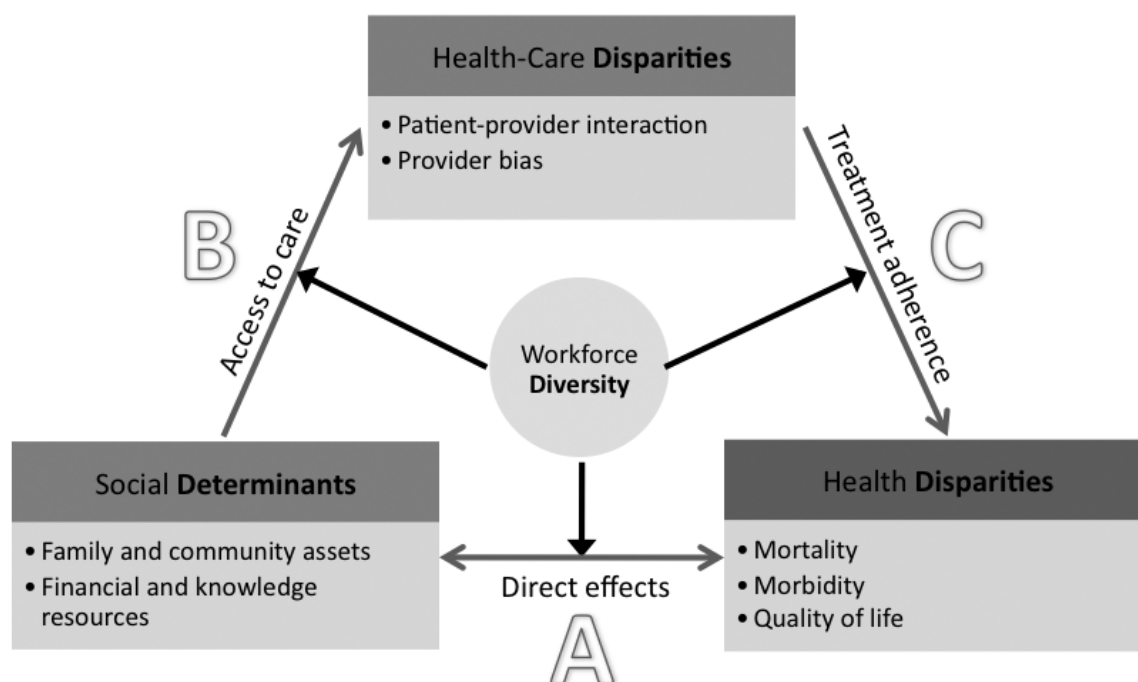 Health-Care Disparities
• Patient-provider interaction
• Provider bias
B
Access to care
Treatment adherence
C
Workforce
Diversity
Social Determinants
• Family and community assets
• Financial and knowledge
resources
Direct effects
A
Health Disparities
• Mortality
• Morbidity
• Quality of life